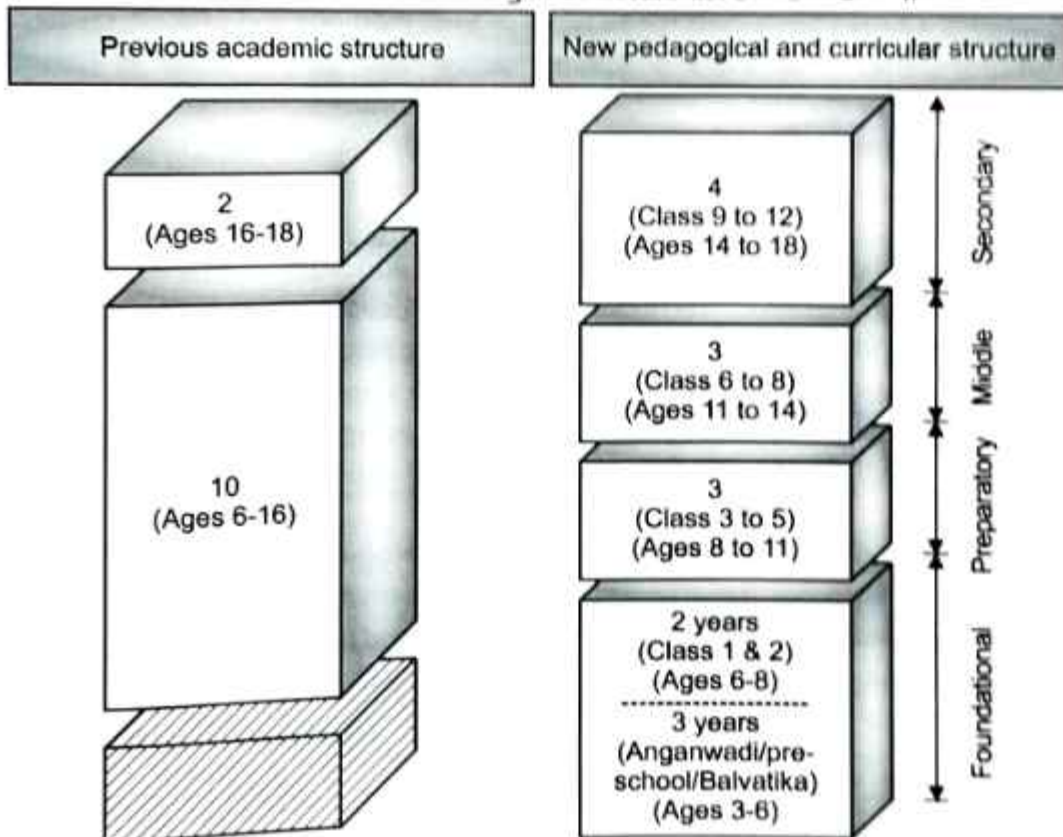 Previous academic structure
New pedagogical and curricular structure
2
(Ages 16-18)
10
(Ages 6-16)
4
(Class 9 to 12)
(Ages 14 to 18)
3
(Class 6 to 8)
(Ages 11 to 14)
3
(Class 3 to 5)
(Ages 8 to 11)
2 years
(Class 1 & 2)
(Ages 6-8)
3 years
(Anganwadi/pre-
school/Balvatika)
(Ages 3-6)
Secondary
Middle
Preparatory
Foundational